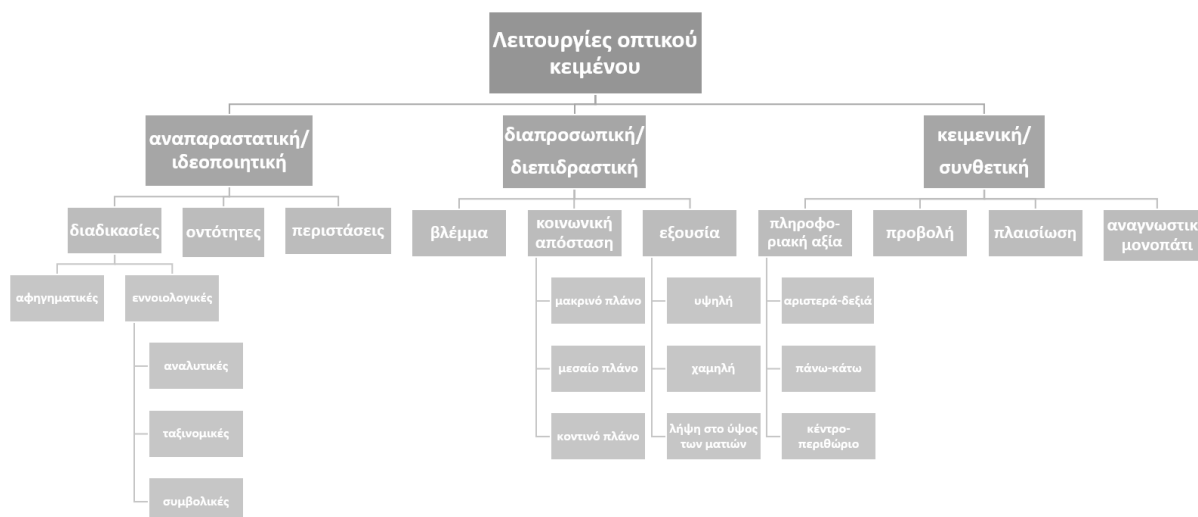 Λειτουργίες οπτικού
κειμένου
αναπαραστατική/
ιδεοποιητική
διαπροσωπική/
διεπιδραστική
κειμενική/
συνθετική
διαδικασίες
οντότητες
περιστάσεις
βλέμμα
κοινωνική
απόσταση
εξουσία
πληροφο-
ριακή αξία
προβολή
πλαισίωση
αναγνωστικ
μονοπάτι
αφηγηματικές
εννοιολογικές
μακρινό πλάνο
υψηλή
αριστερά-δεξιά
αναλυτικές
μεσαίο πλάνο
χαμηλή
πάνω-κάτω
ταξινομικές
κοντινό πλάνο
λήψη στο ύψος
των ματιών
κέντρο-
περιθώριο
συμβολικές